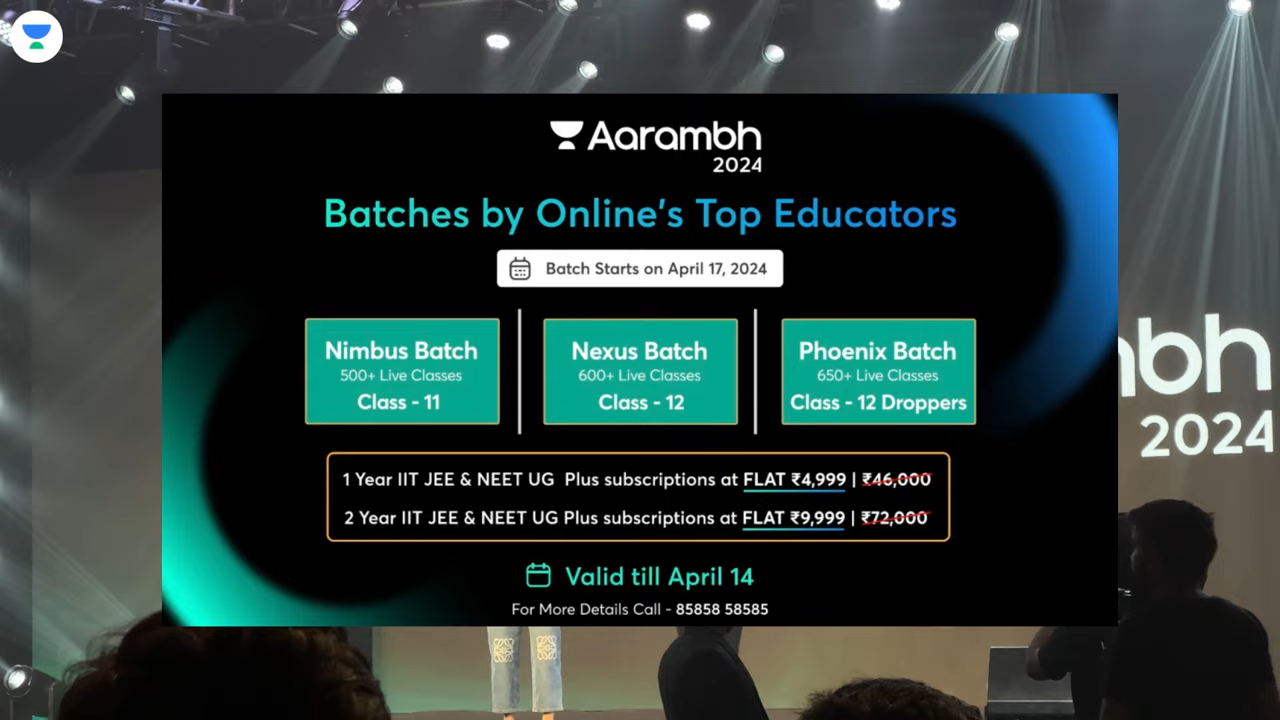 Aarambh
2024
Batches by Online's Top Educators
Batch Starts on April 17, 2024
Nimbus Batch
500+ Live Classes
Class - 11
Nexus Batch
600+ Live Classes
Class - 12
Phoenix Batch
650+ Live Classes
Class - 12 Droppers
1 Year IIT JEE & NEET UG Plus subscriptions at FLAT ₹4,999 | ₹46,000
2 Year IIT JEE & NEET UG Plus subscriptions at FLAT ₹9,999 | ₹72,000
Valid till April 14
For More Details Call - 85858 58585
2024